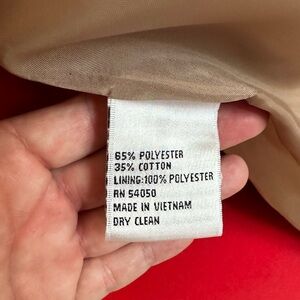 65% POLYESTER
35% COTTON
LINING:100% POLYESTER
RN 54050
MADE IN VIETNAM
DRY CLEAN